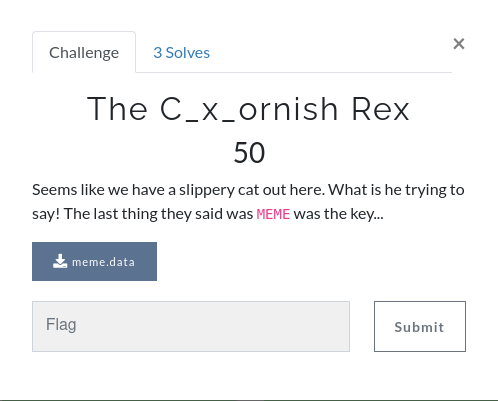 Challenge
3 Solves
×
The C_x_ornish Rex
50
Seems like we have a slippery cat out here. What is he trying to
say! The last thing they said was MEME was the key...
meme.data
Flag
Submit